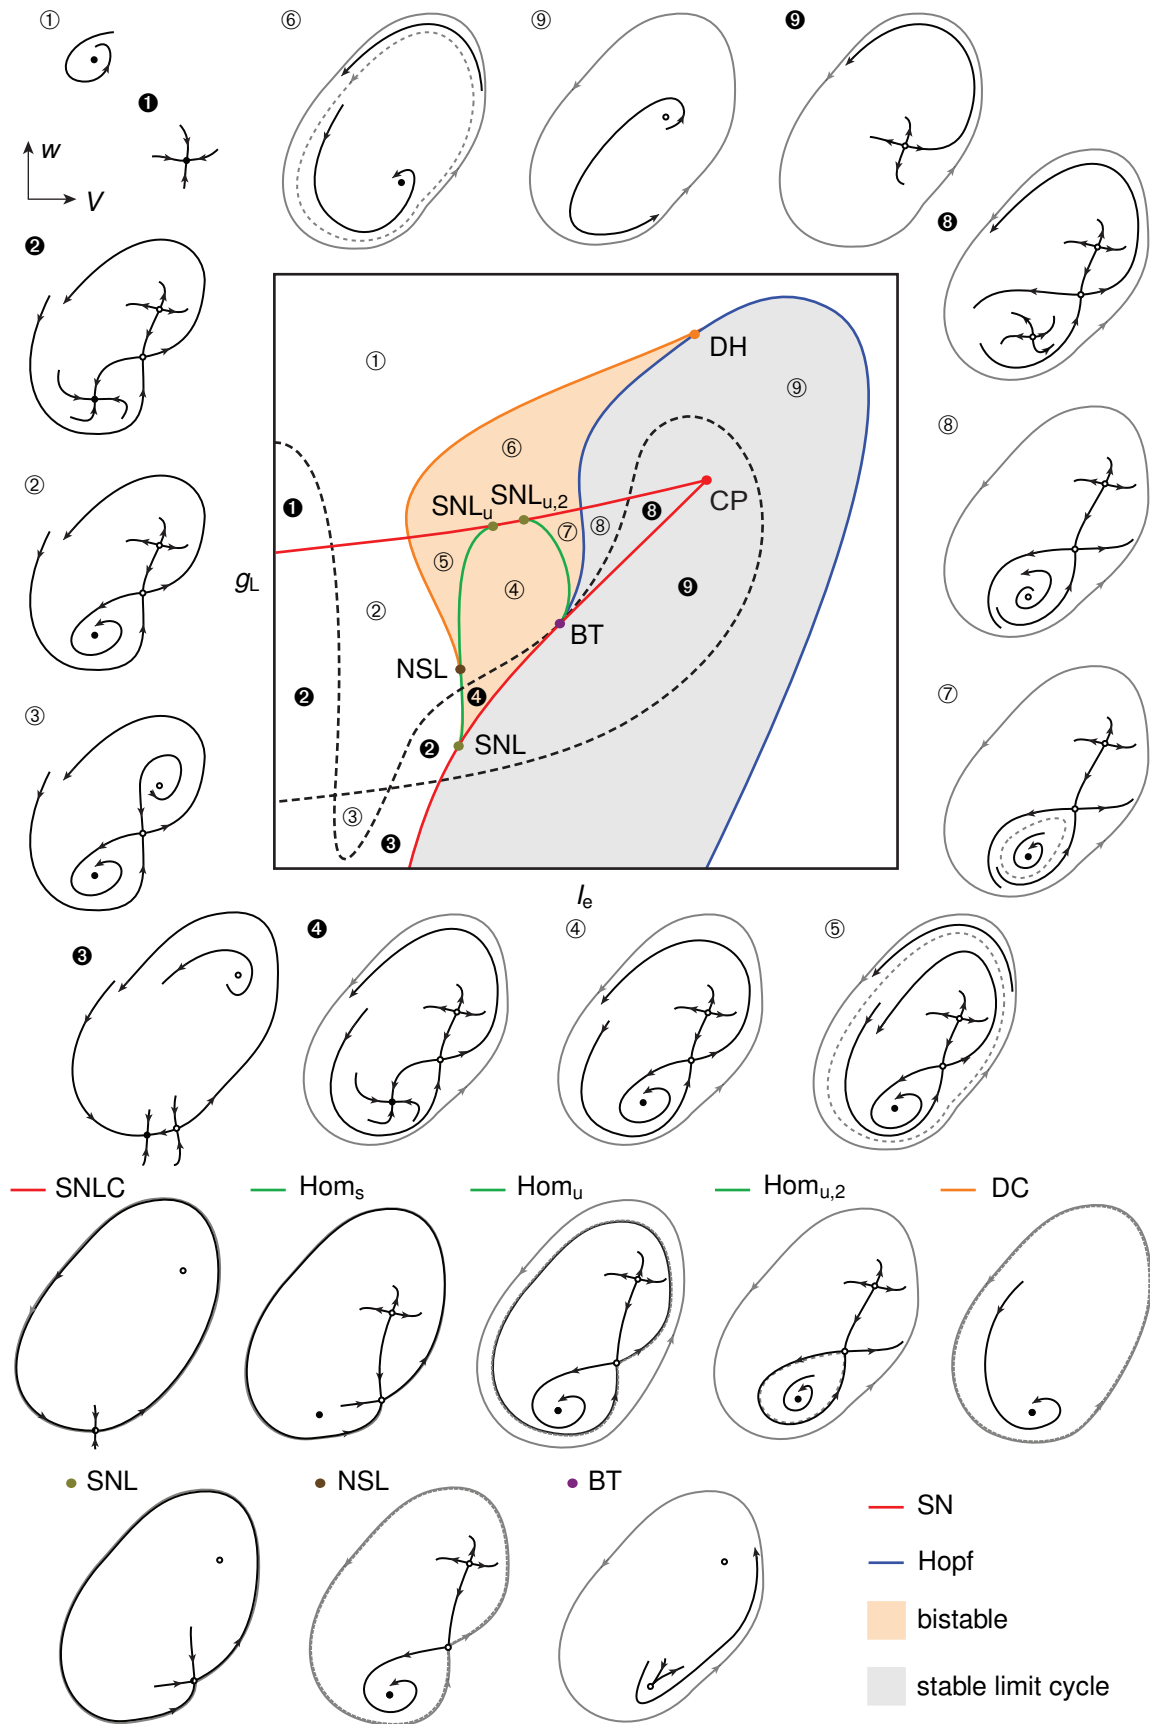 ① ⑥ ⑨ ❾
❶
w
V
❽
❷
DH
①
⑨
⑥
②
⑧
SNLu SNLu,2
CP
❶
⑦ ⑧ ❽
⑤
gL
④
❾
②
BT
NSL
❷
❹
⑦
③
❷
SNL
③
❸
Ie
❸
❹
④
⑤
SNLC
Homs
Homu
Homu,2
DC
SNL
NSL
BT
SN
Hopf
bistable
stable limit cycle